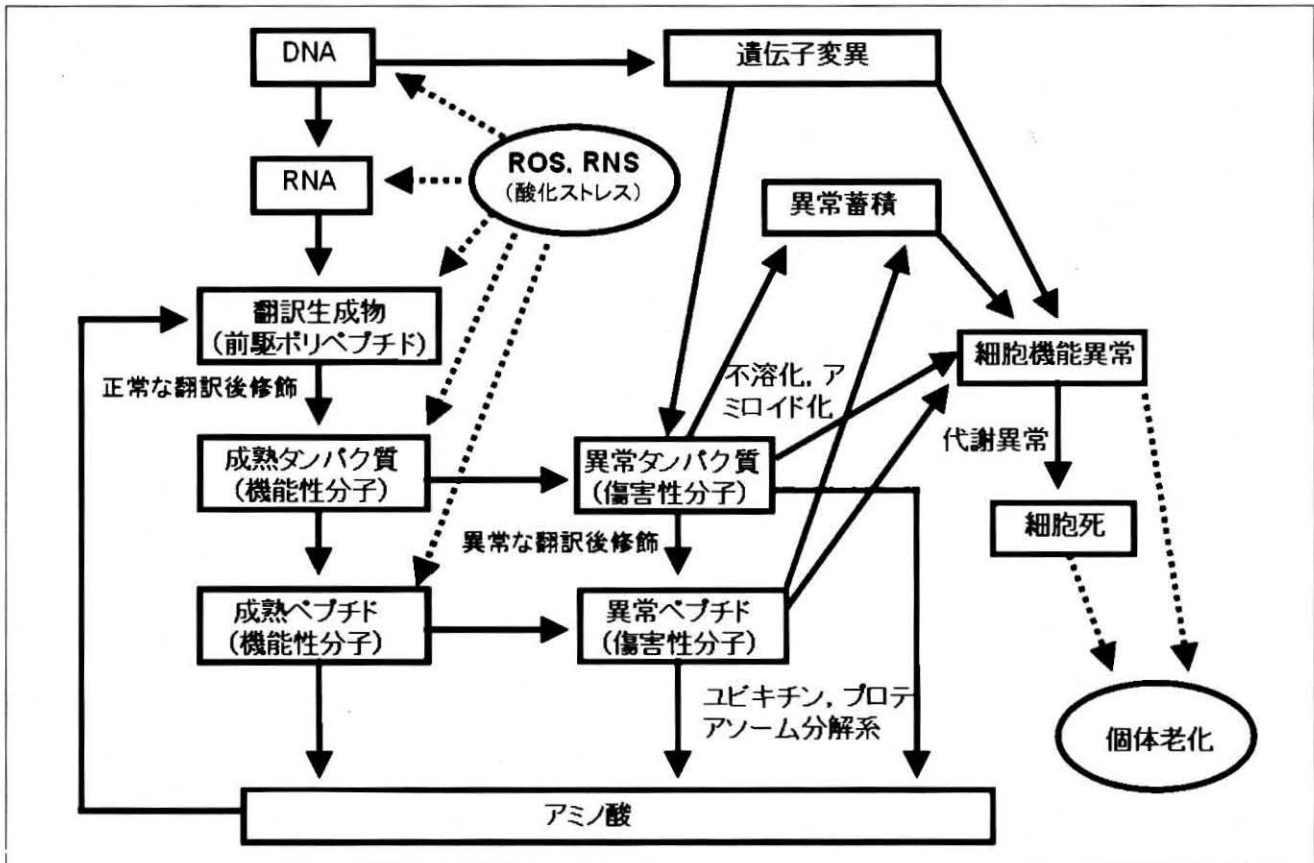 DNA
遺伝子変異
ROS, RNS
(酸化ストレス)
RNA
異常蓄積
翻訳生成物
(前駆ポリペプチド)
細胞機能異常
正常な翻訳後修飾
不溶化, ア
ミロイド化
代謝異常
成熟タンパク質
(機能性分子)
異常タンパク質
(傷害性分子)
細胞死
異常な翻訳後修飾
成熟ペプチド
(機能性分子)
異常ペプチド
(傷害性分子)
ユビキチン, プロテ
アソーム分解系
個体老化
アミノ酸